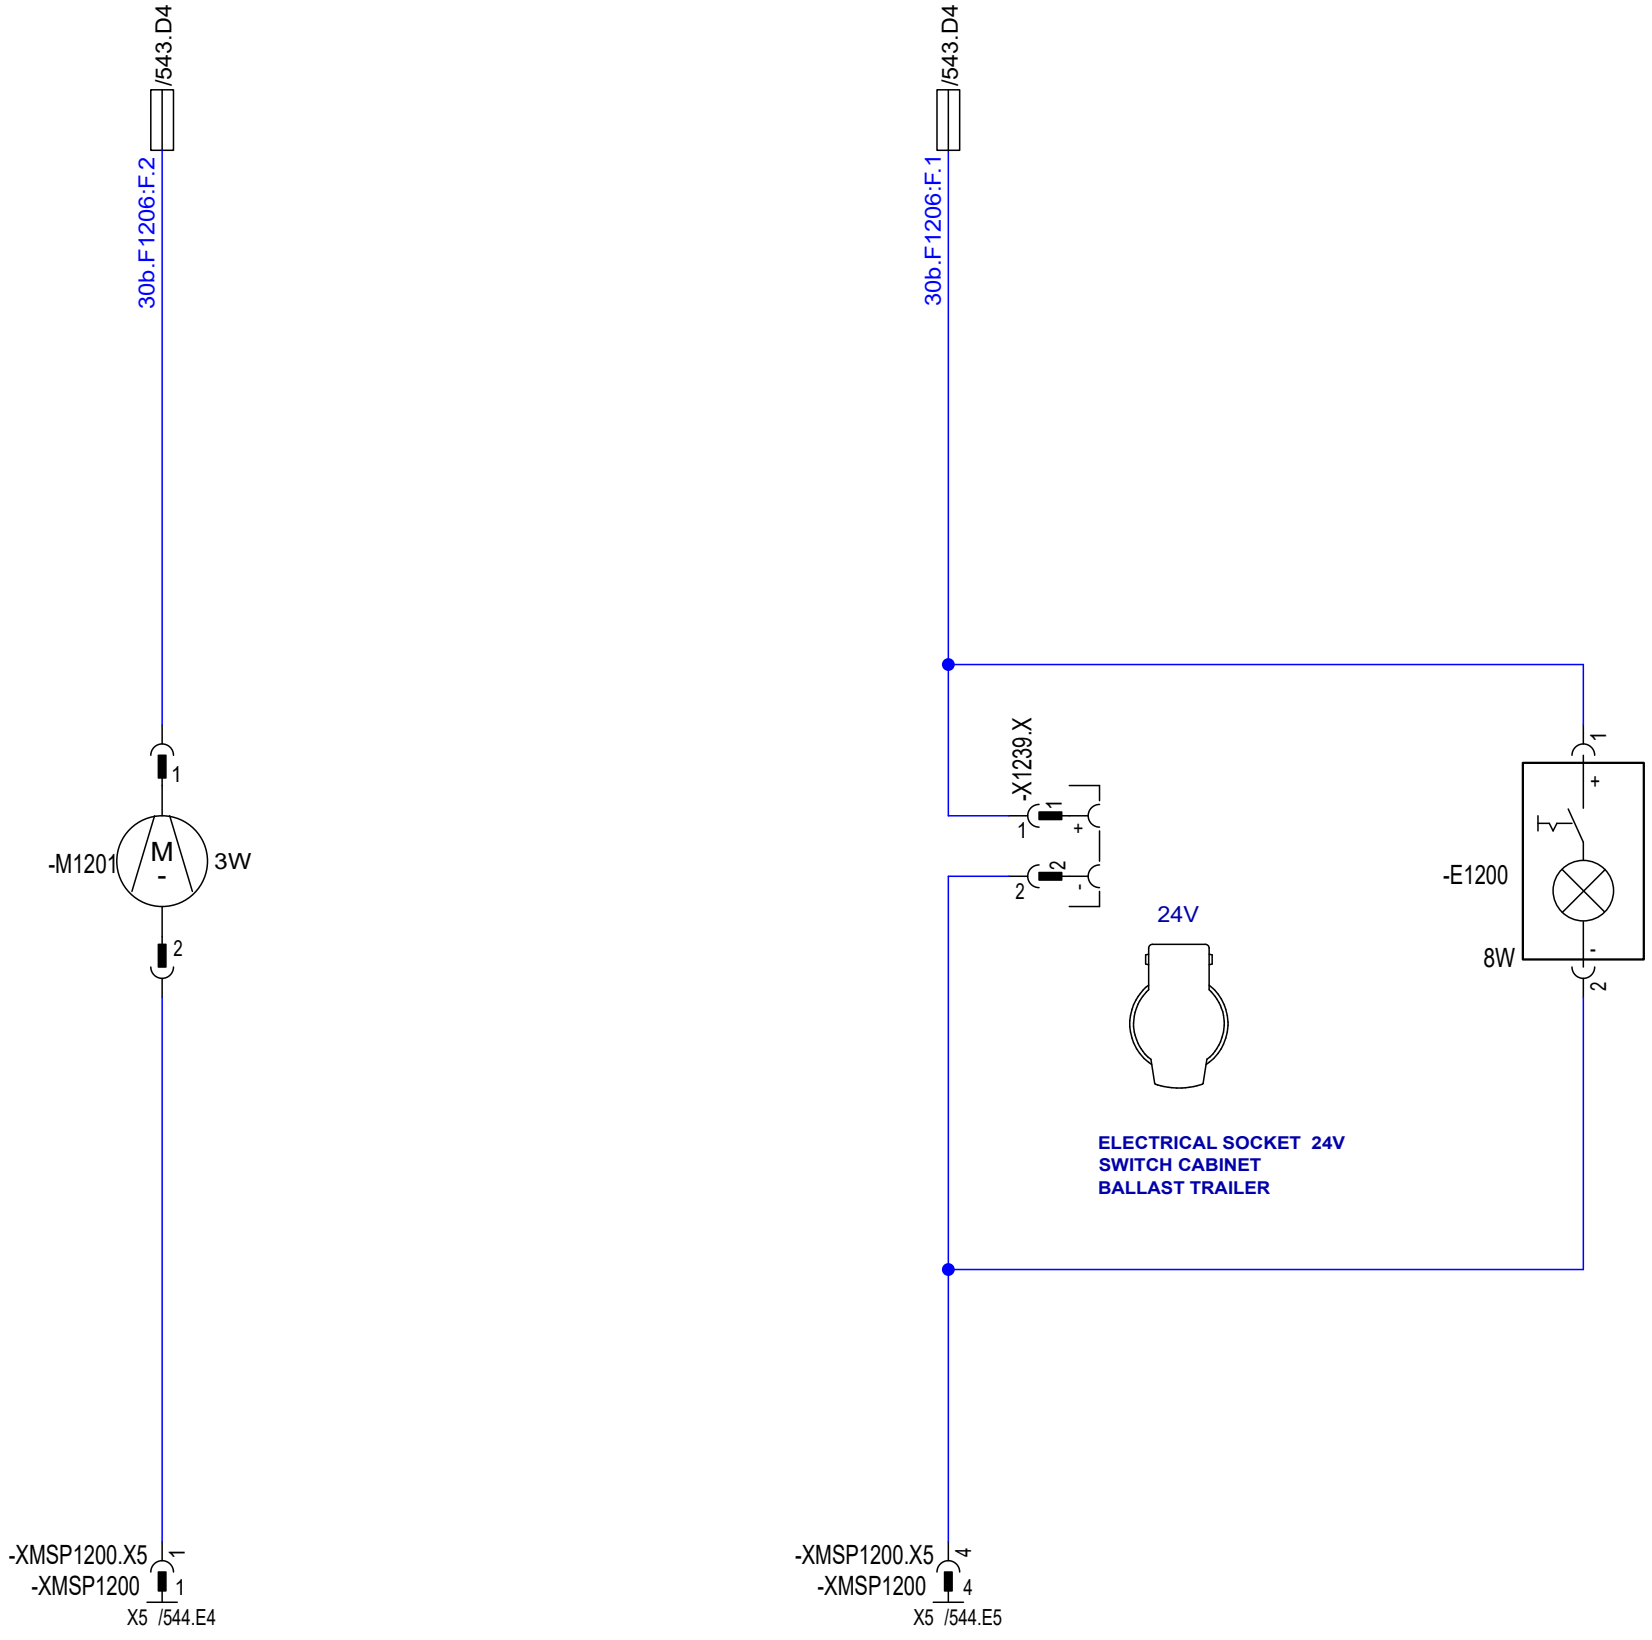 /543.D4
/543.D4
30b.F1206:F.2
30b.F1206:F.1
-X1239.X
1
1
+
1
1
+
-M1201
M
-
3W
2
2
2
-
-E1200
24V
8W
-
2
ELECTRICAL SOCKET 24V
SWITCH CABINET
BALLAST TRAILER
-XMSP1200.X5
1
-XMSP1200
1
X5 /544.E4
-XMSP1200.X5
4
-XMSP1200
4
X5 /544.E5